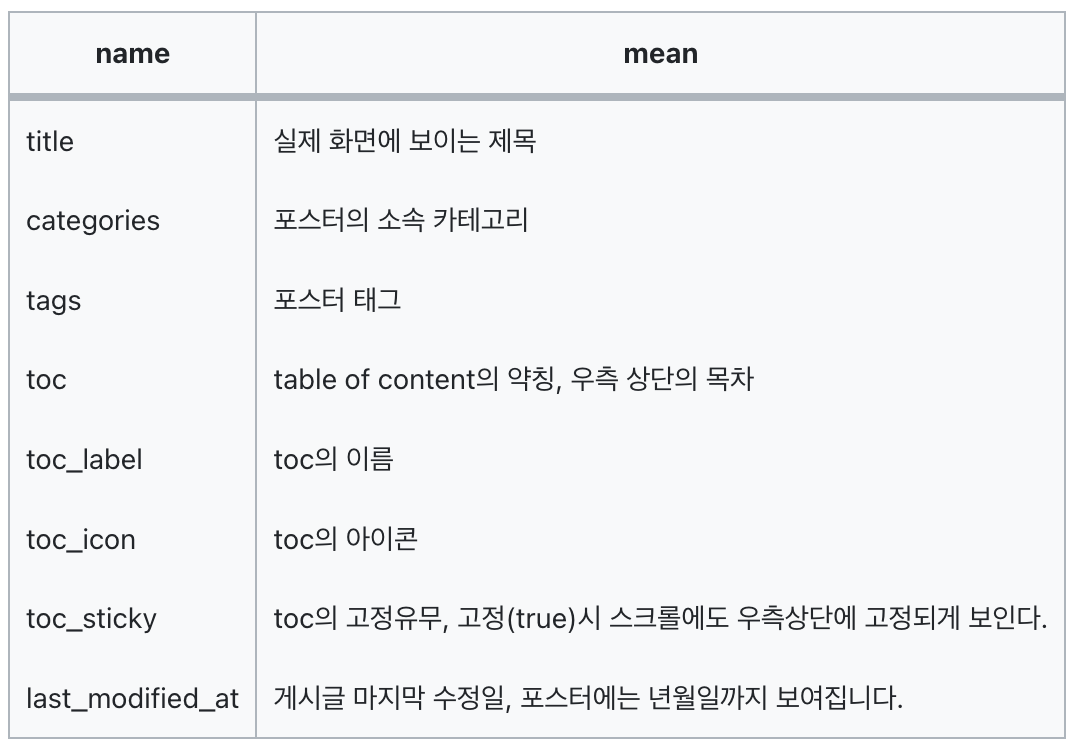 name mean
title 실제 화면에 보이는 제목
categories 포스터의 소속 카테고리
tags 포스터 태그
toc table of content의 약칭, 우측 상단의 목차
toc_label toc의 이름
toc_icon toc의 아이콘
toc_sticky toc의 고정유무, 고정(true)시 스크롤에도 우측상단에 고정되게 보인다.
last_modified_at 게시글 마지막 수정일, 포스터에는 년월일까지 보여집니다.